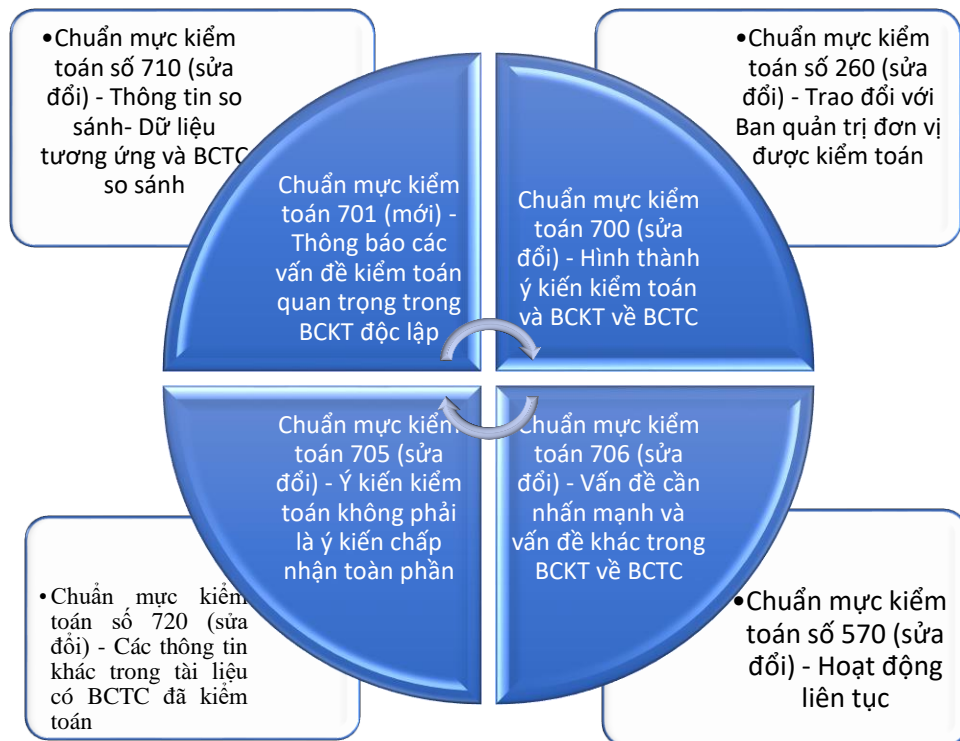 •Chuẩn mực kiểm
toán số 710 (sửa
đổi) - Thông tin so
sánh- Dữ liệu
tương ứng và BCTC
so sánh
•Chuẩn mực kiểm
toán số 260 (sửa
đổi) - Trao đổi với
Ban quản trị đơn vị
được kiểm toán
Chuẩn mực kiểm
toán 701 (mới) -
Thông báo các
vấn đề kiểm toán
quan trọng trong
BCKT độc lập
Chuẩn mực kiểm
toán 700 (sửa
đổi) - Hình thành
ý kiến kiểm toán
và BCKT về BCTC
Chuẩn mực kiểm
toán 705 (sửa
đổi) - Ý kiến kiểm
toán không phải
là ý kiến chấp
nhận toàn phần
Chuẩn mực kiểm
toán 706 (sửa
đổi) - Vấn đề cần
nhấn mạnh và
vấn đề khác trong
BCKT về BCTC
•Chuẩn mực kiểm
toán số 720 (sửa
đổi) - Các thông tin
khác trong tài liệu
có BCTC đã kiểm
toán
•Chuẩn mực kiểm
toán số 570 (sửa
đổi) - Hoạt động
liên tục